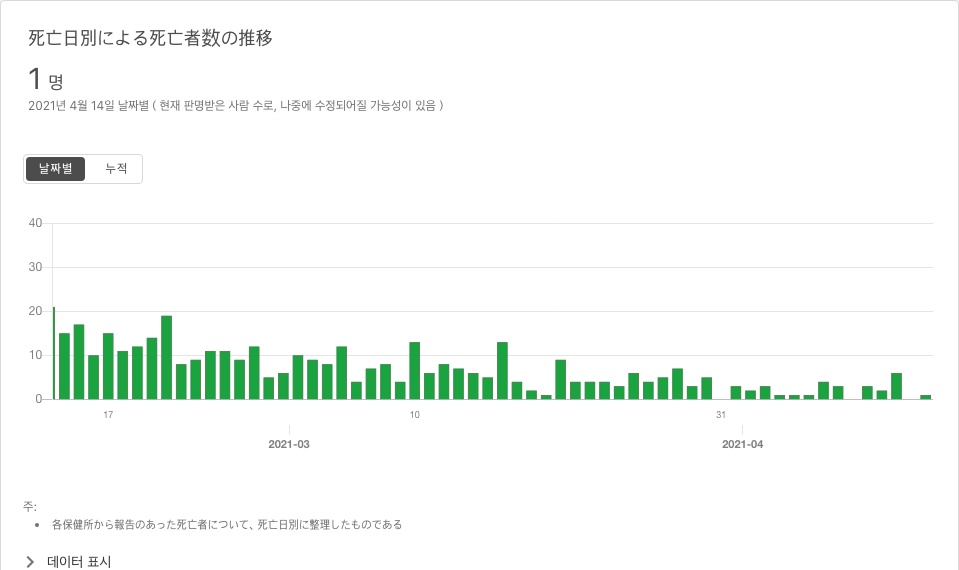 死亡日別による死亡者数の推移
1 명
2021년 4월 14일 날짜별 ( 현재 판명받은 사람 수로, 나중에 수정되어질 가능성이 있음 )
날짜별 누적
40
30
20
10
0
17 10 31
2021-03 2021-04
주:
• 各保健所から報告のあった死亡者について、死亡日別に整理したものである
데이터 표시